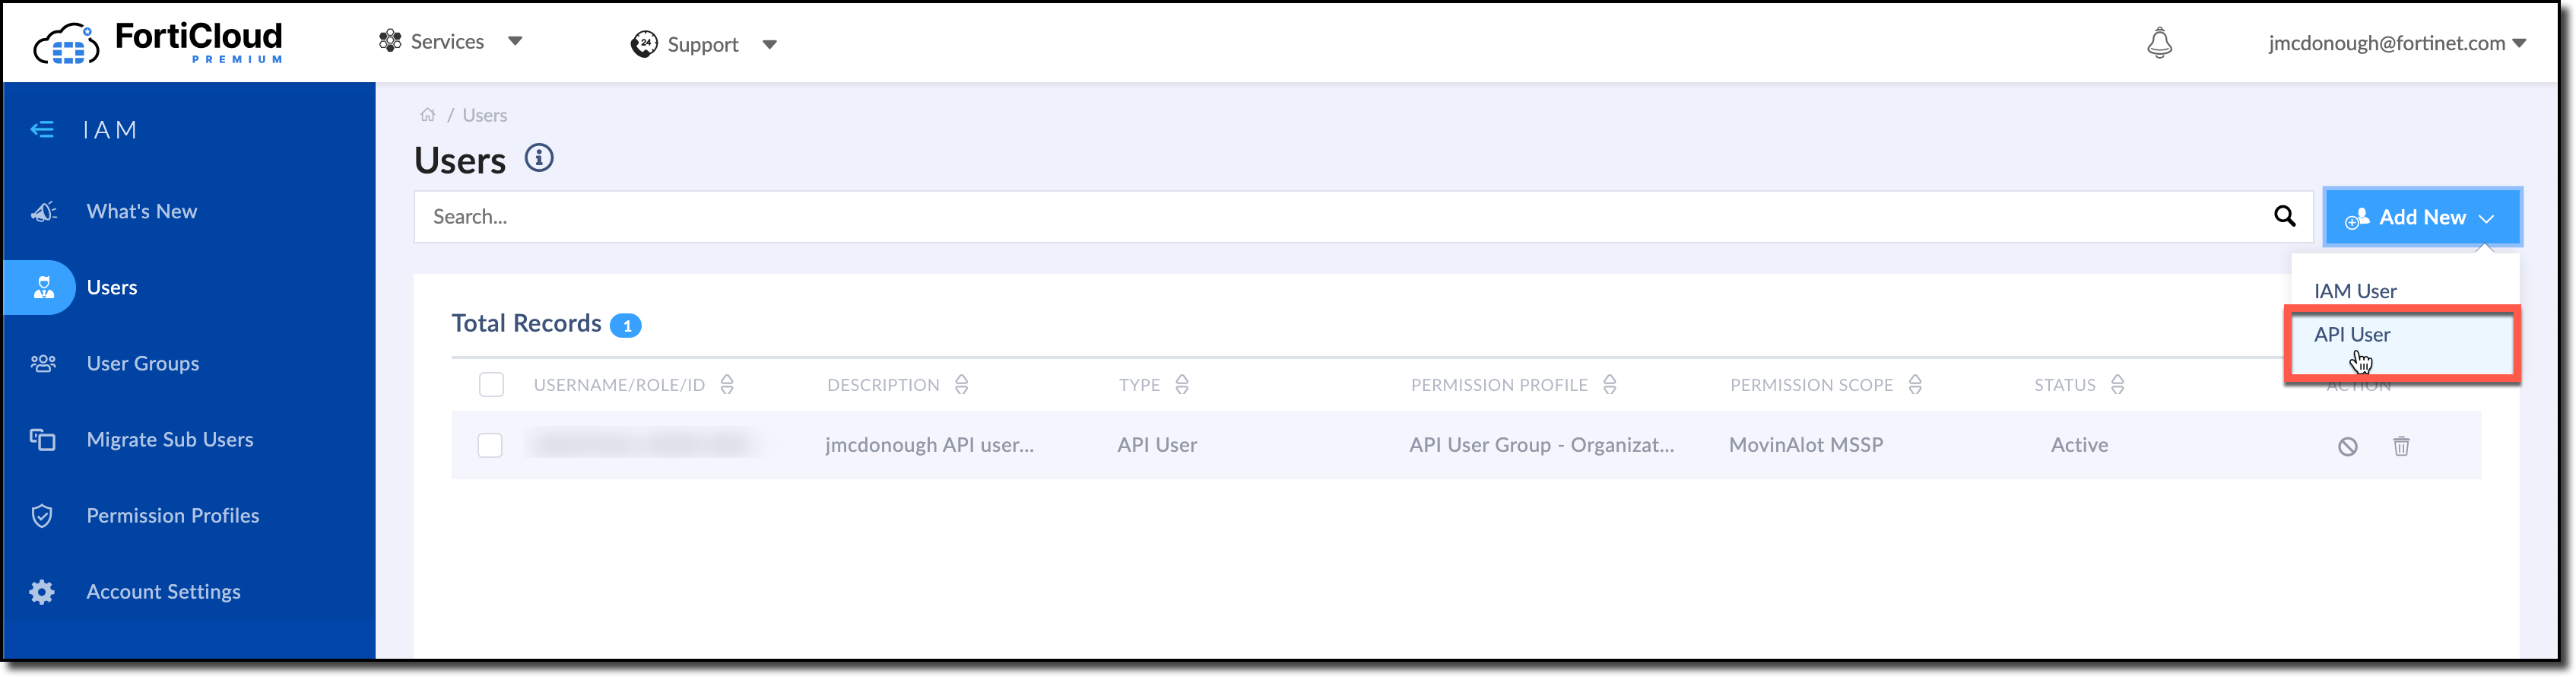 FortiCloud
PREMIUM
Services
24
Support
jmcdonough@fortinet.com
IAM
What's New
Users
User Groups
Migrate Sub Users
Permission Profiles
Account Settings
/ Users
Users
Search...
Add New
IAM User
API User
Total Records 1
USERNAME/ROLE/ID DESCRIPTION TYPE PERMISSION PROFILE PERMISSION SCOPE STATUS ACTION
jmcdonough API user... API User API User Group - Organizat... MovinAlot MSSP Active